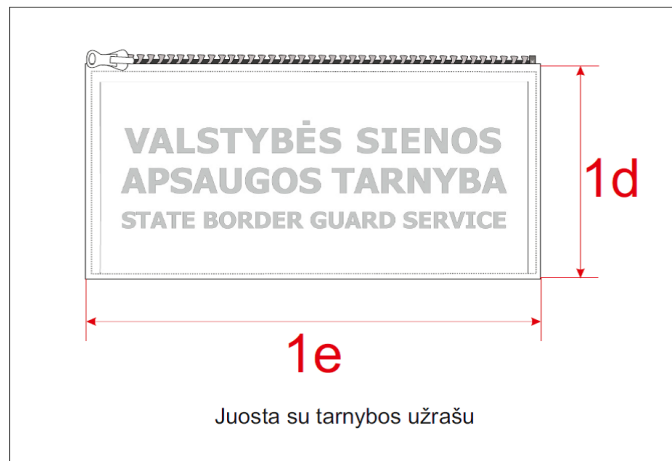 VALSTYBĖS SIENOS
APSAUGOS TARNYBA
STATE BORDER GUARD SERVICE
1d
1e
Juosta su tarnybos užrašu